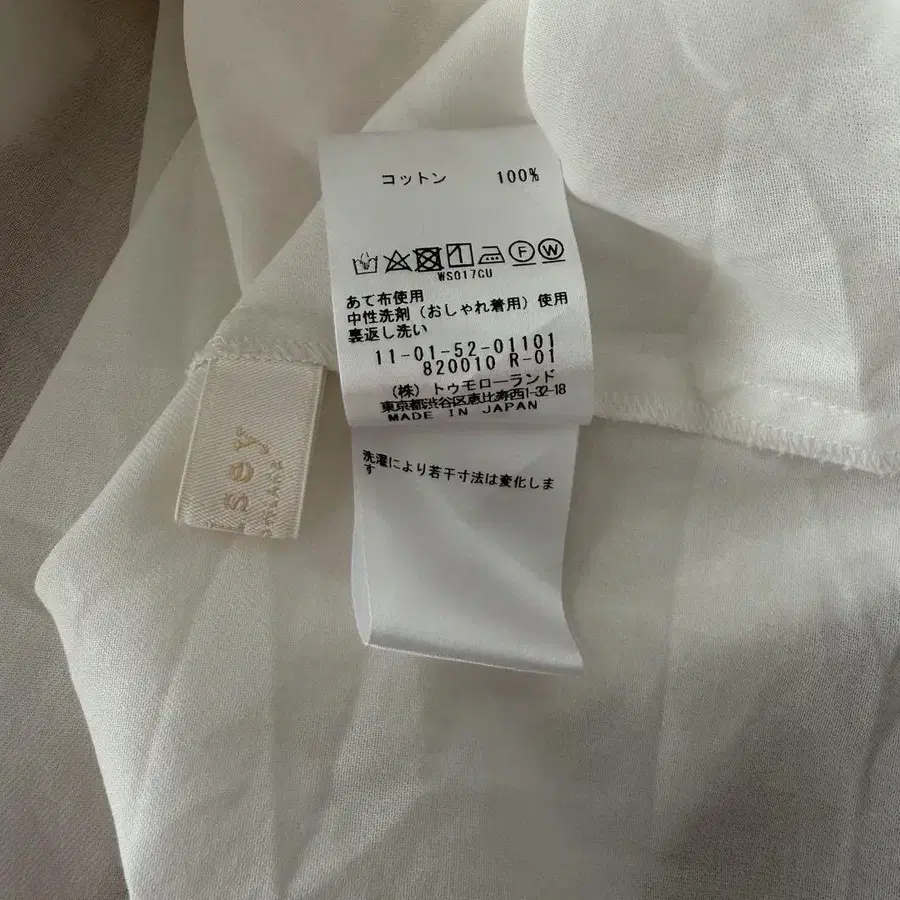 コットン 100%
F W
WS017CU
あて布使用
中性洗剤（おしゃれ着用）使用
裏返し洗い
11-01-52-01101
820010 R-01
（株）トゥモローランド
東京都渋谷区恵比寿西1-32-18
MADE IN JAPAN
洗濯により若干寸法は変化しま
す
sey